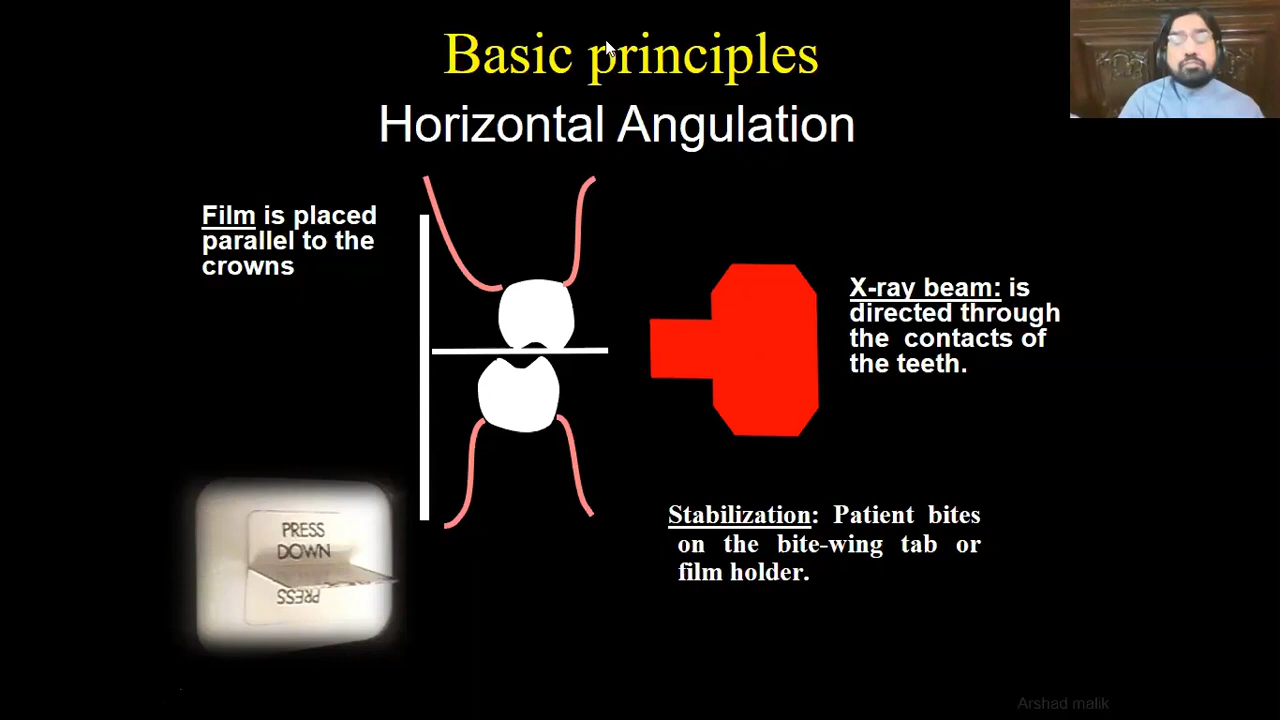 Basic principles
Horizontal Angulation
Film is placed
parallel to the
crowns
X-ray beam: is
directed through
the contacts of
the teeth.
Stabilization: Patient bites
on the bite-wing tab or
film holder.
PRESS
DOWN
PRESS
Arshad malik